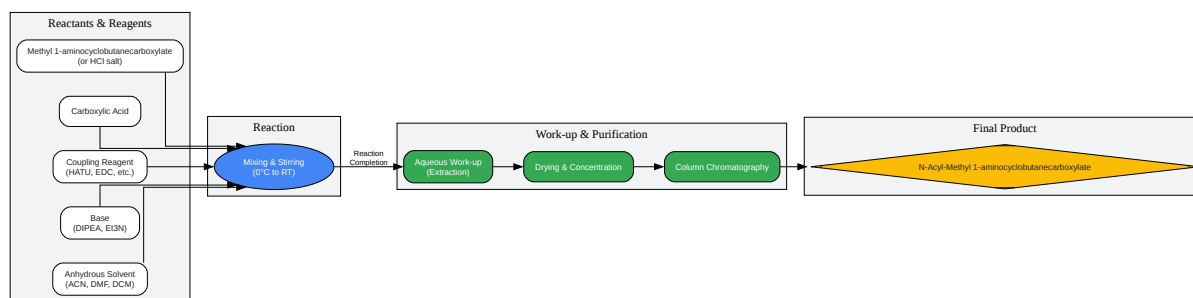 Reactants & Reagents
Methyl 1-aminocyclobutanecarboxylate
(or HCl salt)
Carboxylic Acid
Coupling Reagent
(HATU, EDC, etc.)
Base
(DIPEA, Et3N)
Anhydrous Solvent
(ACN, DMF, DCM)
Reaction
Mixing & Stirring
(0°C to RT)
Reaction
Completion
Work-up & Purification
Aqueous Work-up
(Extraction)
Drying & Concentration
Column Chromatography
Final Product
N-Acyl-Methyl 1-aminocyclobutanecarboxylate